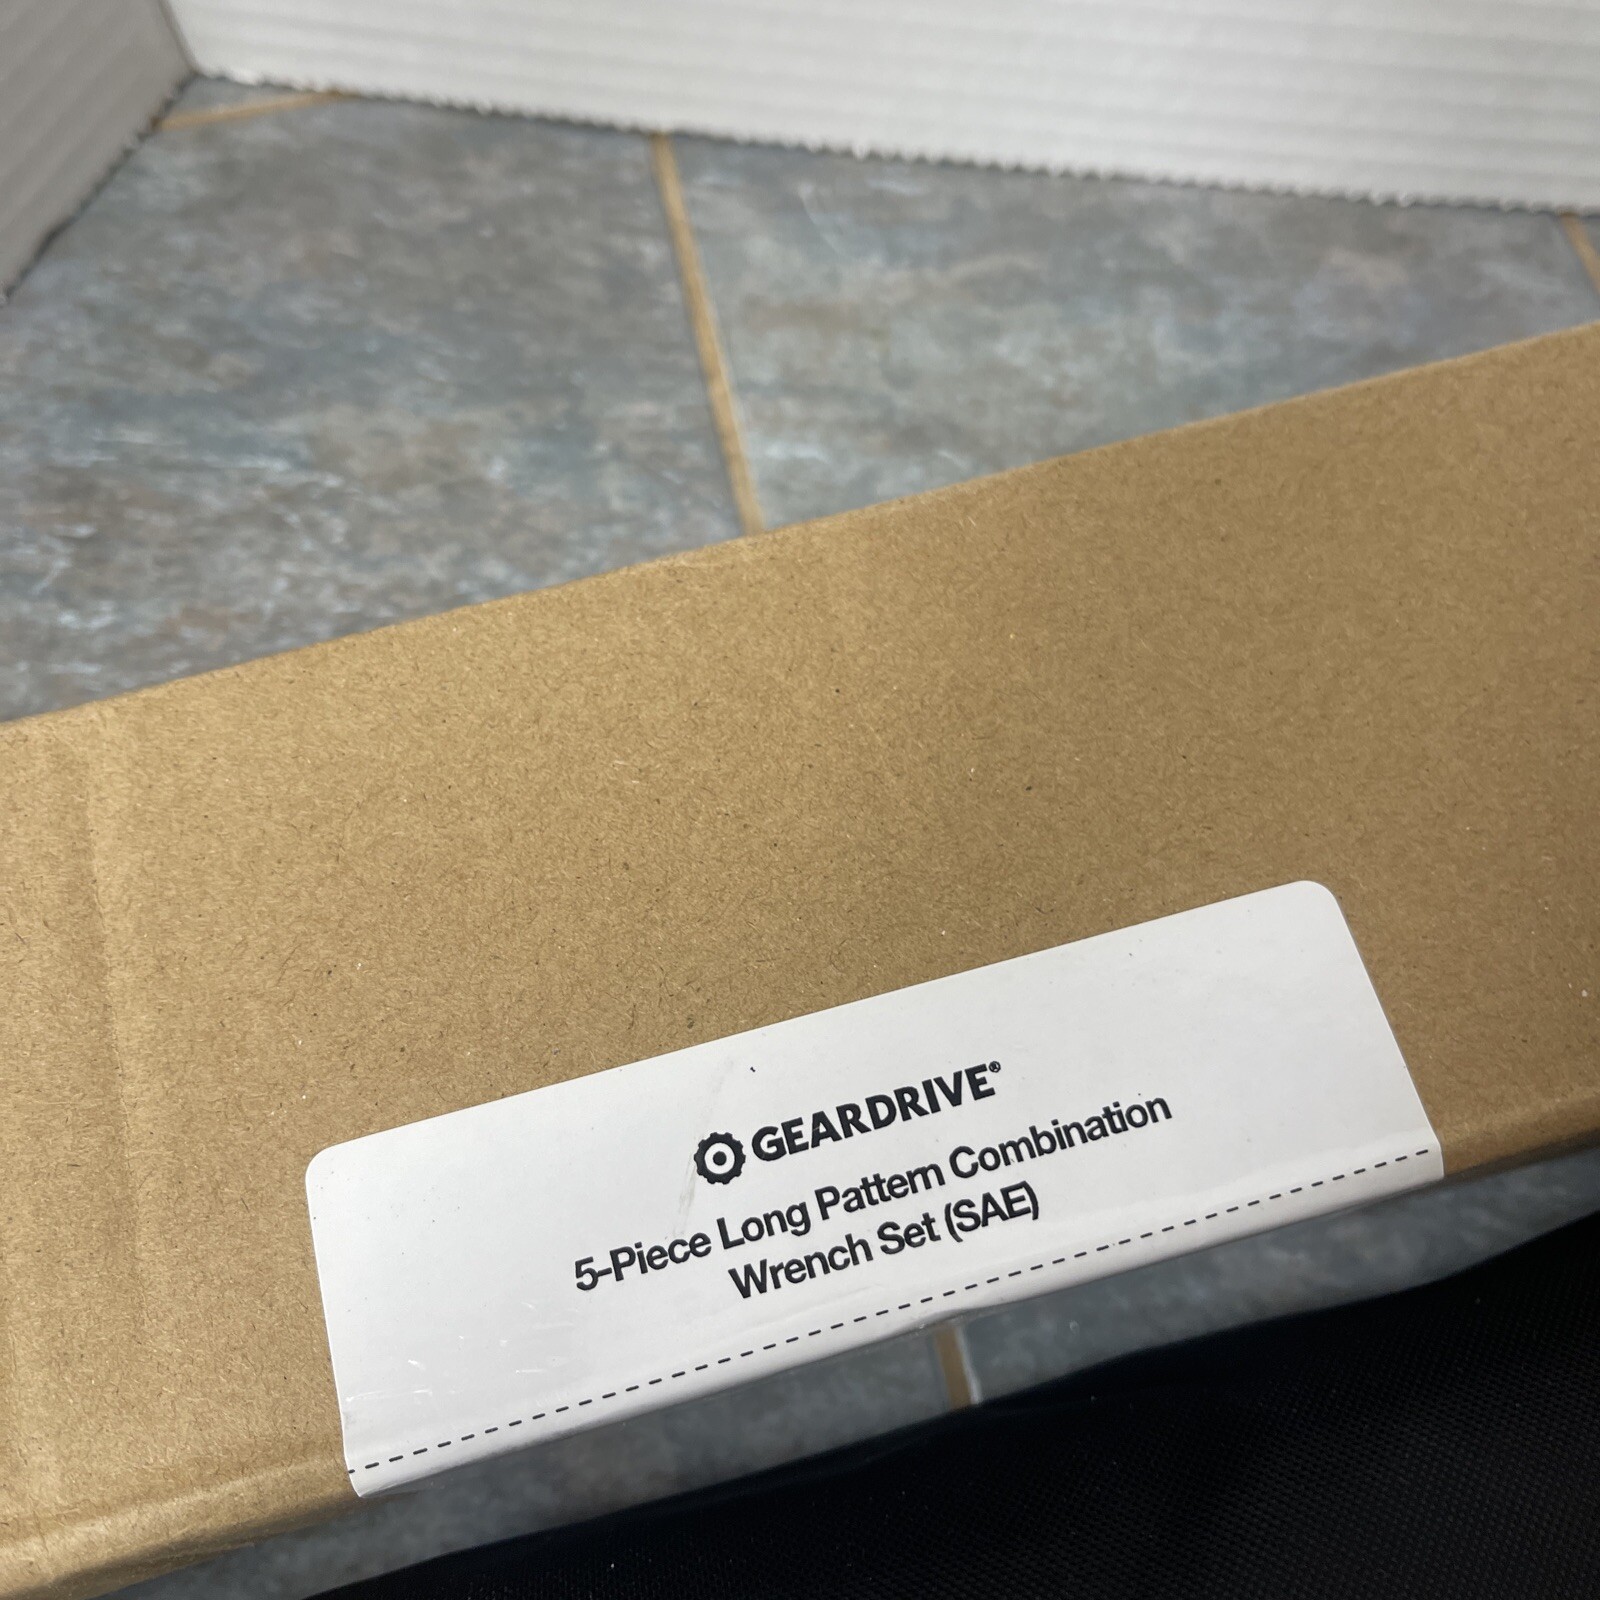 GEARDRIVE®
5-Piece Long Pattern Combination
Wrench Set (SAE)